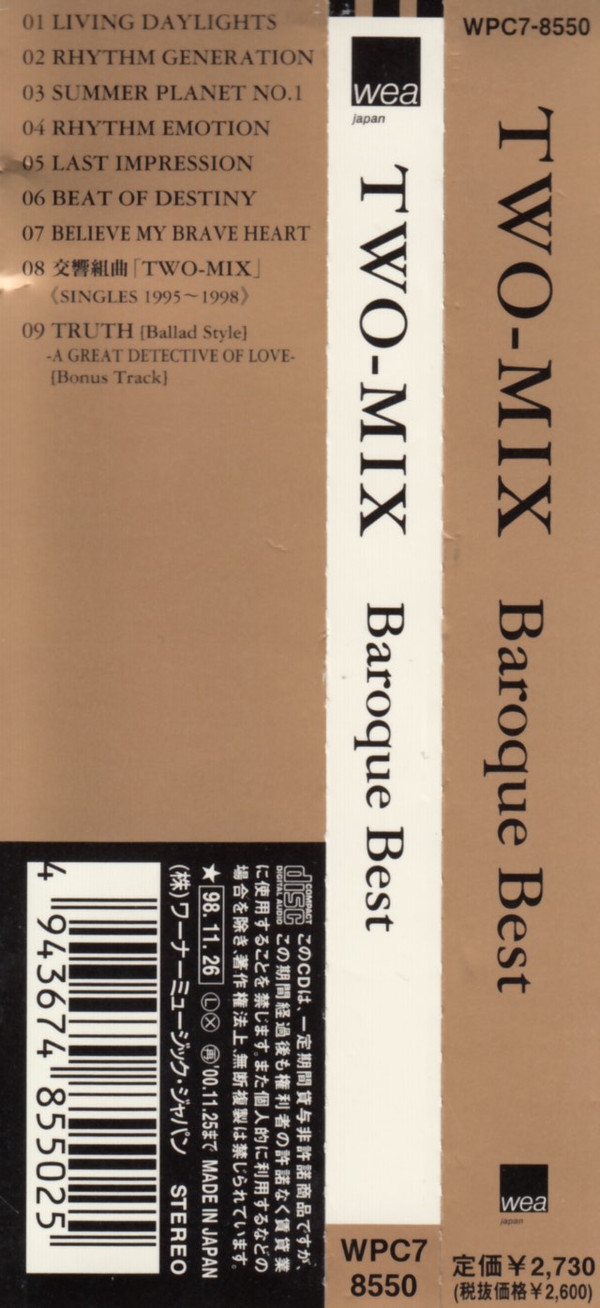 01 LIVING DAYLIGHTS
02 RHYTHM GENERATION
03 SUMMER PLANET NO.1
04 RHYTHM EMOTION
05 LAST IMPRESSION
06 BEAT OF DESTINY
07 BELIEVE MY BRAVE HEART
08 交響組曲「TWO-MIX」
《SINGLES 1995〜1998》
09 TRUTH [Ballad Style]
-A GREAT DETECTIVE OF LOVE-
[Bonus Track]
COMPACT
disc
DIGITAL AUDIO
このCDは、一定期間貸与非許諾商品ですが、
この期間経過後も権利者の許諾なく賃貸業
に使用することを禁じます。また個人的に利用するなどの
場合を除き、著作権法上、無断複製は禁じられています。
★ 98.11.26 Ⓛ Ⓧ ㊞'00.11.25まで MADE IN JAPAN
(株)ワーナーミュージック・ジャパン STEREO
4 943674 855025
wea
japan
TWO-MIX Baroque Best
WPC7
8550
WPC7-8550
TWO-MIX Baroque Best
wea
japan
定価￥2,730
(税抜価格￥2,600)